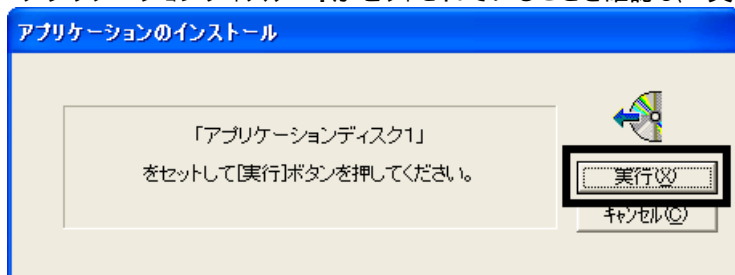 アプリケーションのインストール
「アプリケーションディスク1」
をセットして[実行]ボタンを押してください。
実行(X)
キャンセル(C)